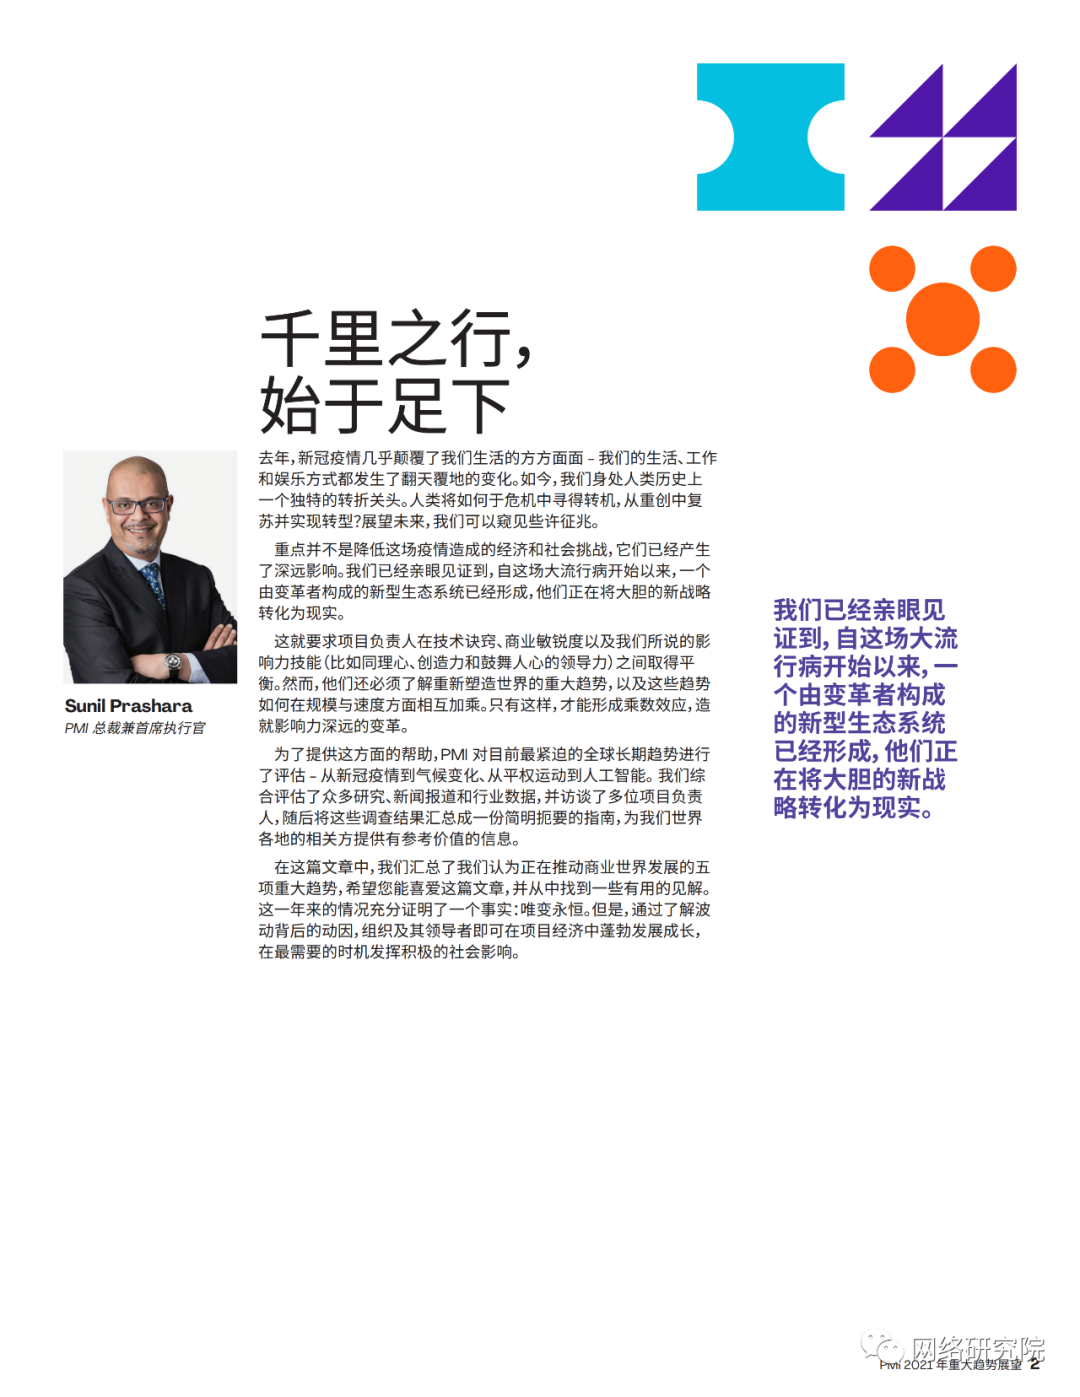 千里之行，
始于足下
去年，新冠疫情几乎颠覆了我们生活的方方面面 – 我们的生活、工作
和娱乐方式都发生了翻天覆地的变化。如今，我们身处人类历史上
一个独特的转折关头。人类将如何于危机中寻得转机，从重创中复
苏并实现转型？展望未来，我们可以窥见些许征兆。
重点并不是降低这场疫情造成的经济和社会挑战，它们已经产生
了深远影响。我们已经亲眼见证到，自这场大流行病开始以来，一个
由变革者构成的新型生态系统已经形成，他们正在将大胆的新战略
转化为现实。
这就要求项目负责人在技术诀窍、商业敏锐度以及我们所说的影
响力技能（比如同理心、创造力和鼓舞人心的领导力）之间取得平
衡。然而，他们还必须了解重新塑造世界的重大趋势，以及这些趋势
如何在规模与速度方面相互加乘。只有这样，才能形成乘数效应，造
就影响力深远的变革。
为了提供这方面的帮助，PMI 对目前最紧迫的全球长期趋势进行
了评估 – 从新冠疫情到气候变化、从平权运动到人工智能。 我们综
合评估了众多研究、新闻报道和行业数据，并访谈了多位项目负责
人，随后将这些调查结果汇总成一份简明扼要的指南，为我们世界
各地的相关方提供有参考价值的信息。
在这篇文章中，我们汇总了我们认为正在推动商业世界发展的五
项重大趋势，希望您能喜爱这篇文章，并从中找到一些有用的见解。
这一年来的情况充分证明了一个事实：唯变永恒。但是，通过了解波
动背后的动因，组织及其领导者即可在项目经济中蓬勃发展成长，
在最需要的时机发挥积极的社会影响。
Sunil Prashara
PMI 总裁兼首席执行官
我们已经亲眼见
证到，自这场大流
行病开始以来，一
个由变革者构成
的新型生态系统
已经形成，他们正
在将大胆的新战
略转化为现实。
网络研究院
PMI 2021 年重大趋势展望 2